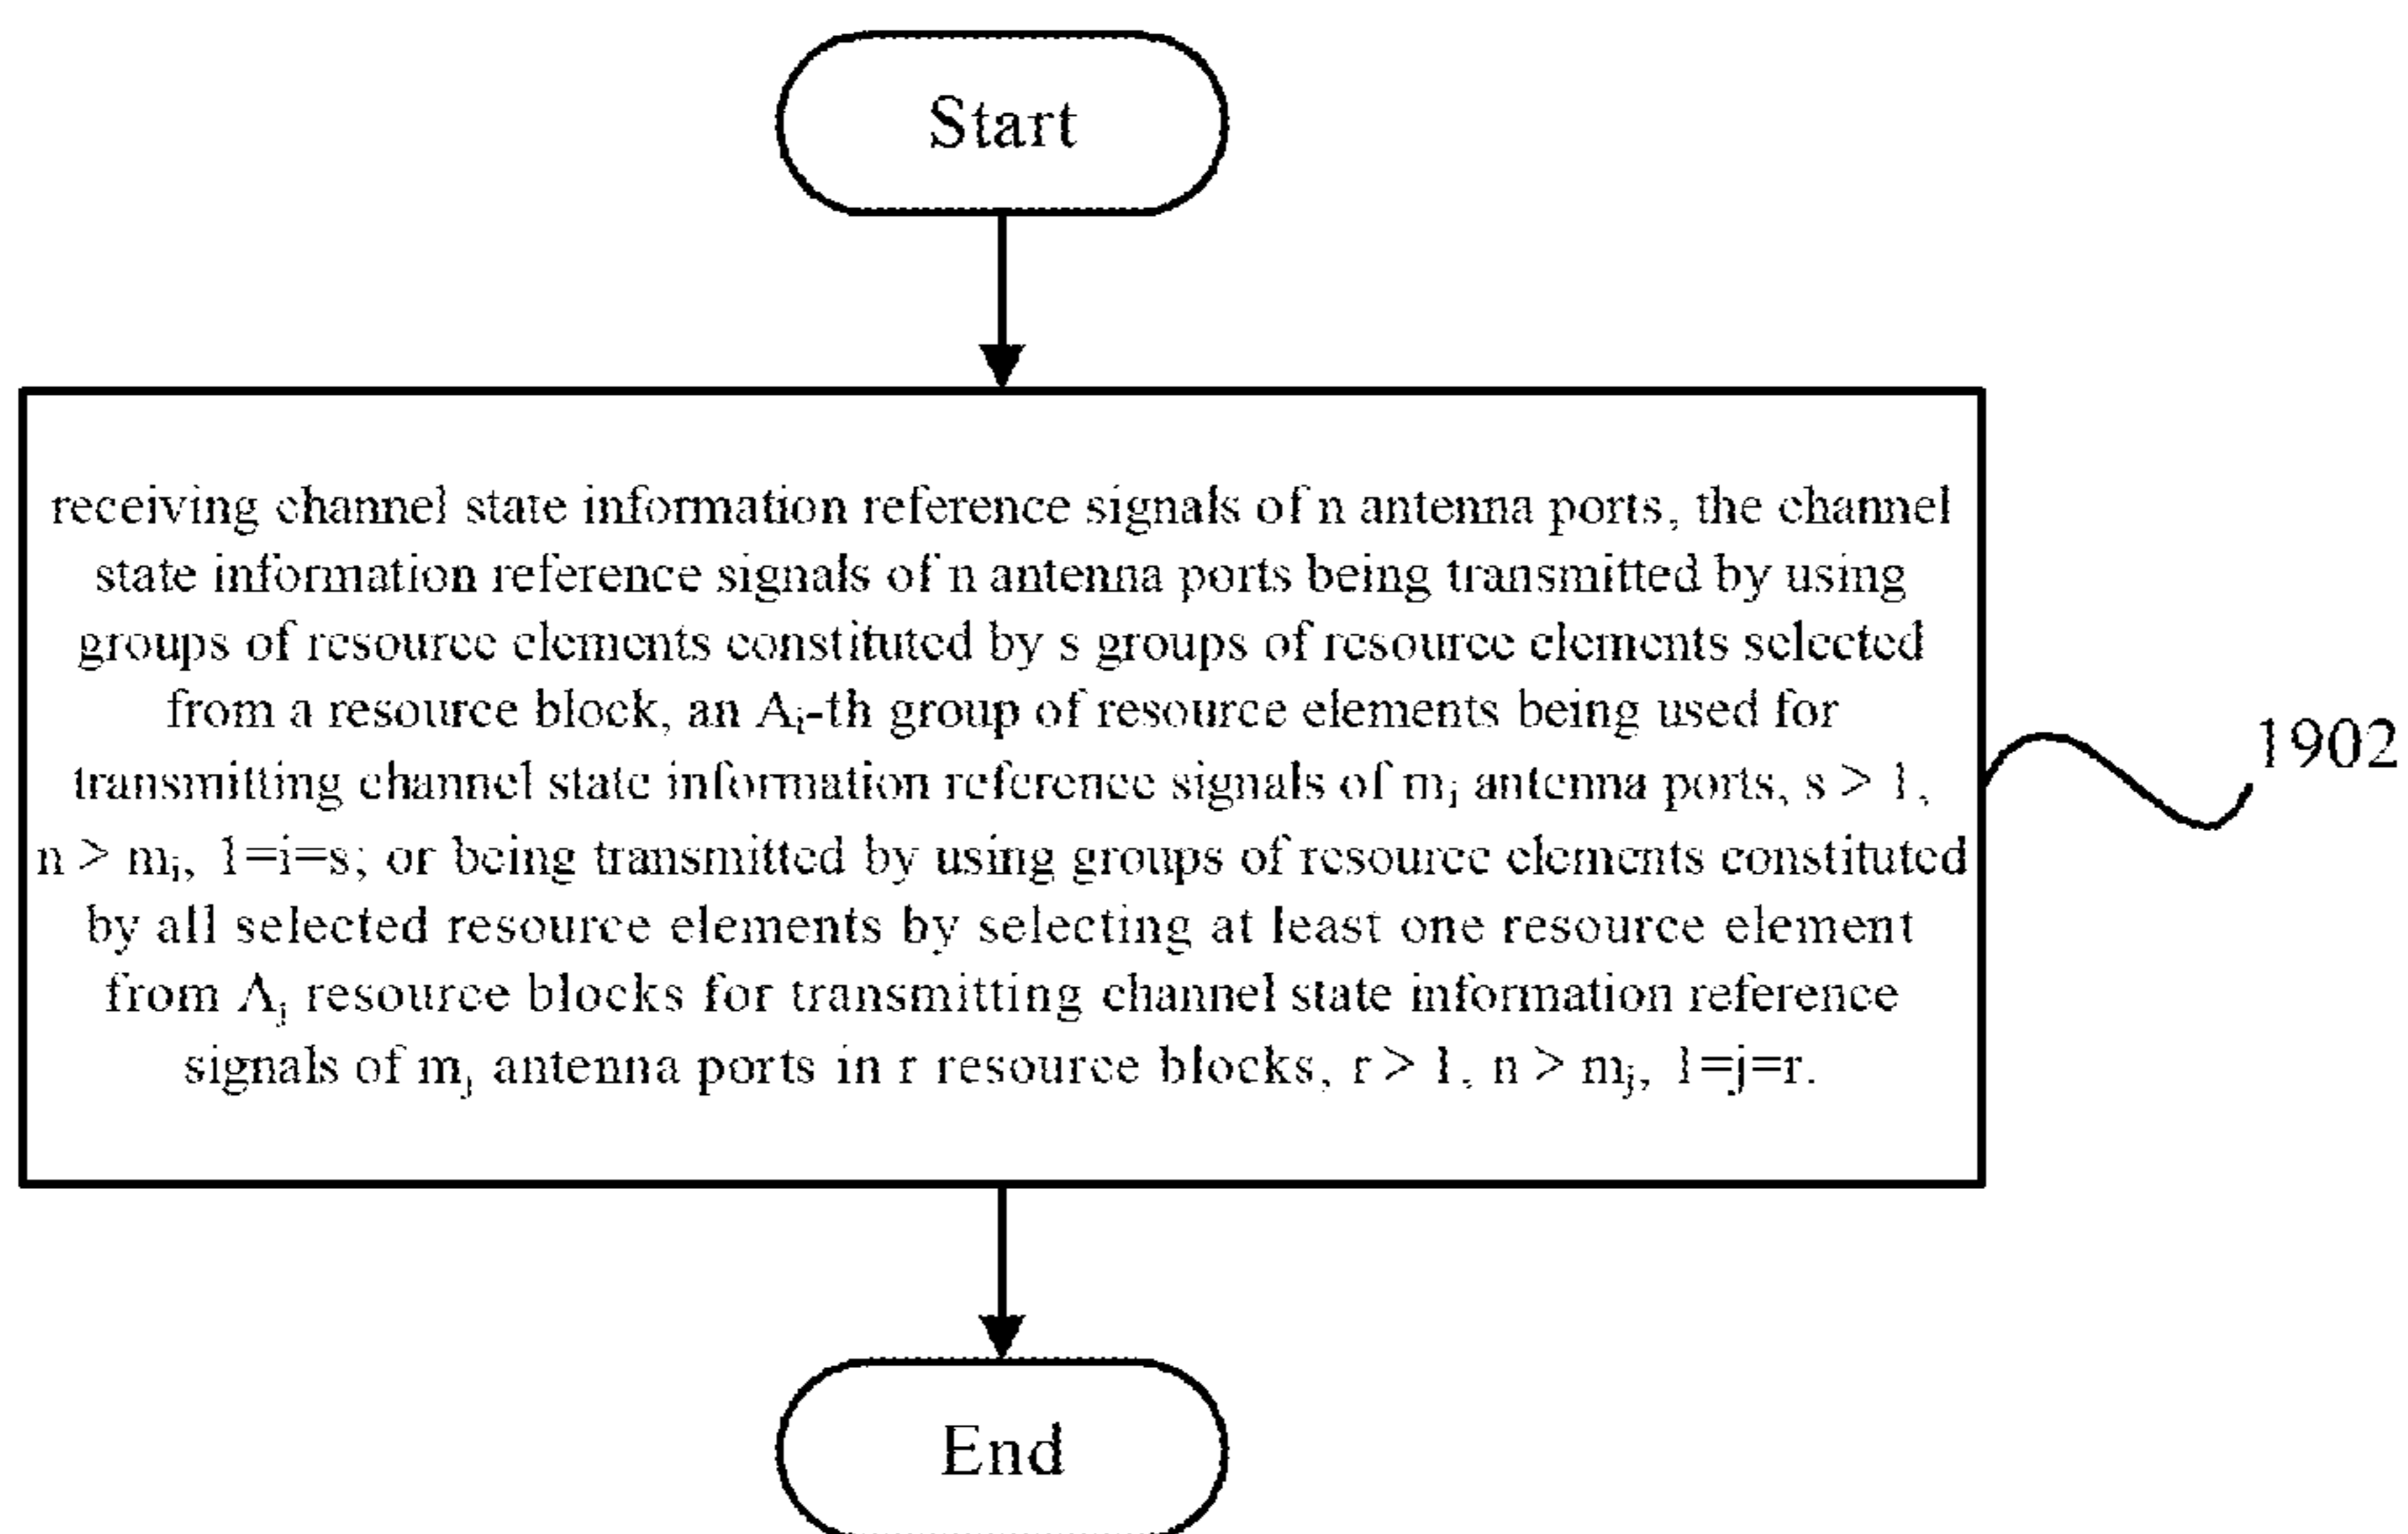 Start
receiving channel state information reference signals of n antenna ports, the channel
state information reference signals of n antenna ports being transmitted by using
groups of resource elements constituted by s groups of resource elements selected
from a resource block, an Aᵢ-th group of resource elements being used for
transmitting channel state information reference signals of mᵢ antenna ports, s > 1,
n > mᵢ, 1=i=s; or being transmitted by using groups of resource elements constituted
by all selected resource elements by selecting at least one resource element
from Aⱼ resource blocks for transmitting channel state information reference
signals of mⱼ antenna ports in r resource blocks, r > 1, n > mⱼ, 1=j=r.
1902
End